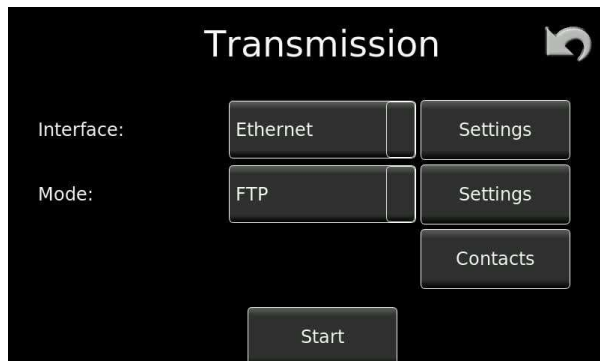 Transmission
Interface: Ethernet Settings
Mode: FTP Settings
Contacts
Start